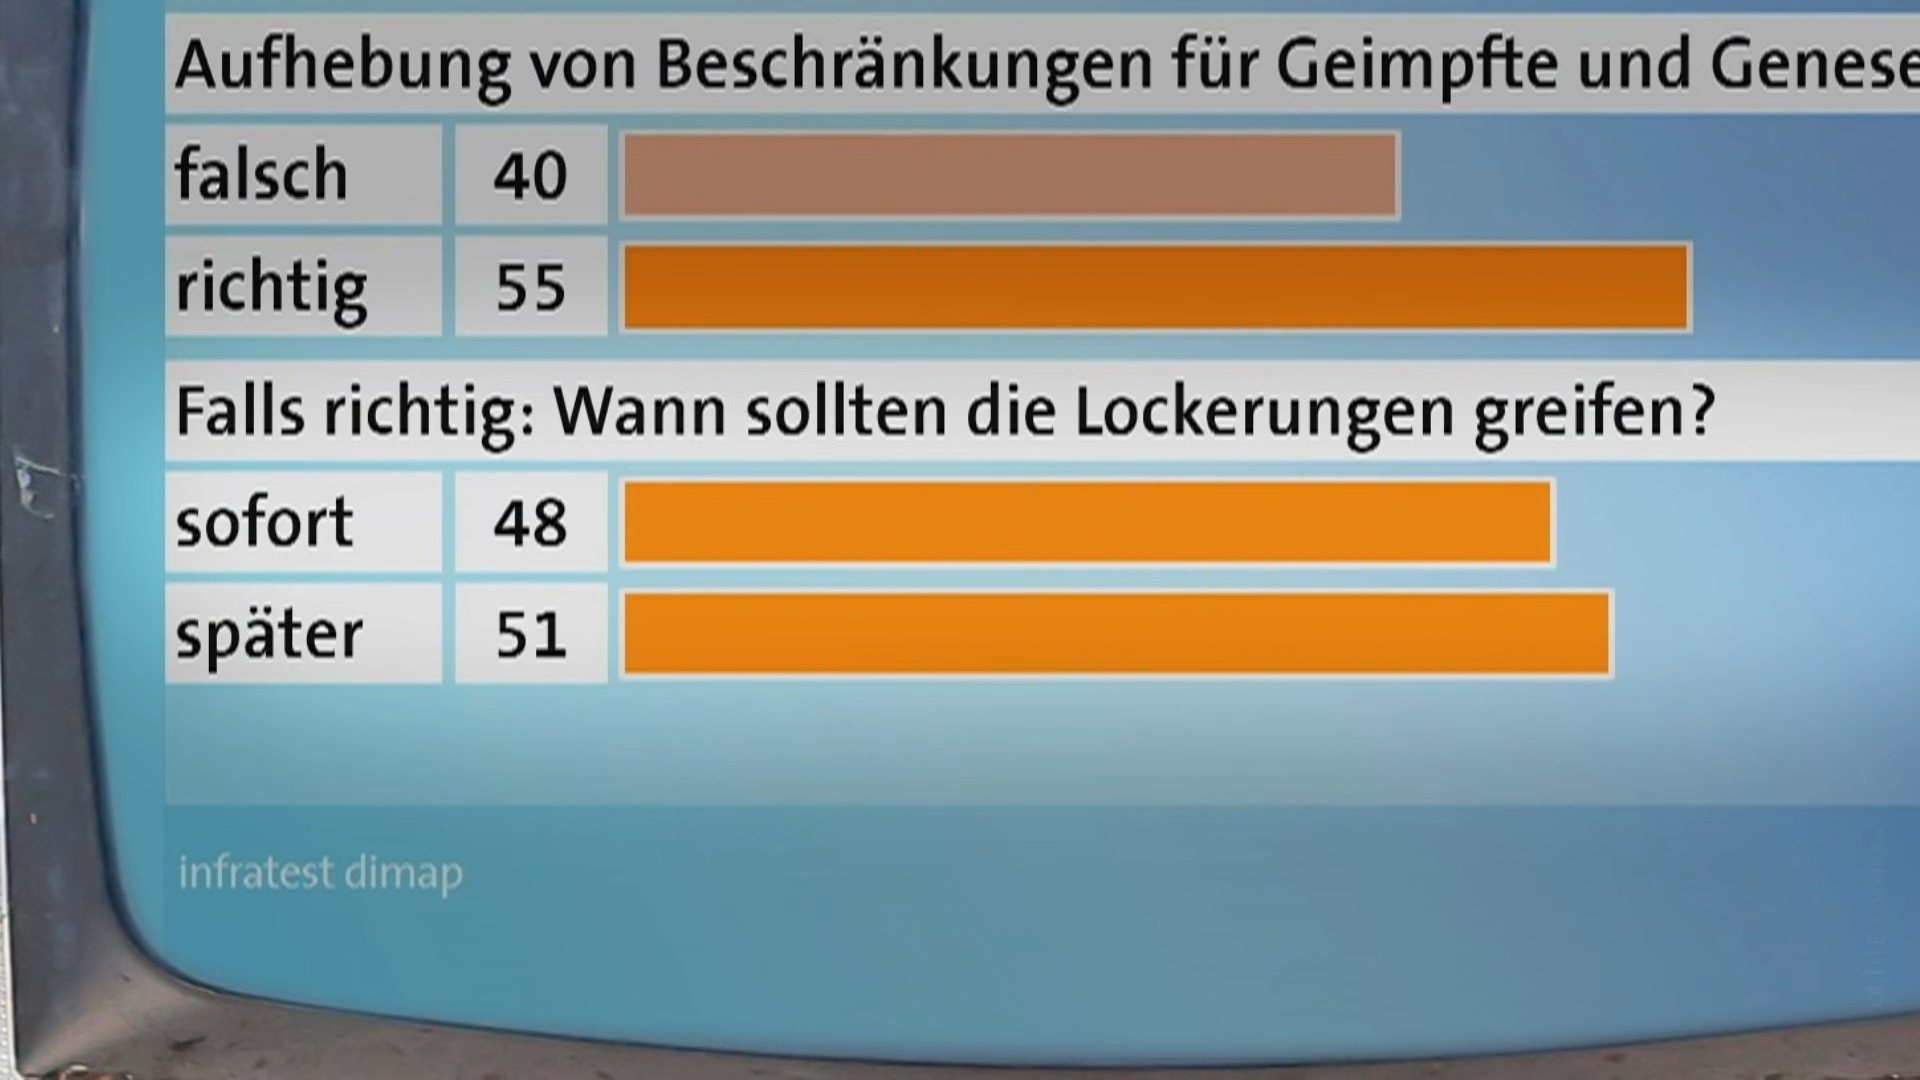 Aufhebung von Beschränkungen für Geimpfte und Genese
falsch 40
richtig 55
Falls richtig: Wann sollten die Lockerungen greifen?
sofort 48
später 51
infratest dimap